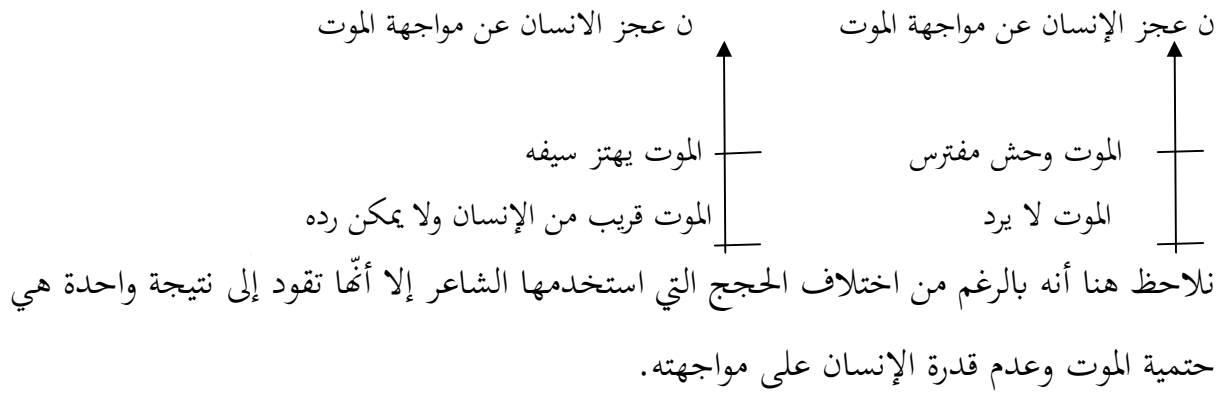 ن عجز الإنسان عن مواجهة الموت
ن عجز الانسان عن مواجهة الموت
الموت وحش مفترس
الموت يهتز سيفه
الموت لا يرد
الموت قريب من الإنسان ولا يمكن رده
نلاحظ هنا أنه بالرغم من اختلاف الحجج التي استخدمها الشاعر إلا أنّها تقود إلى نتيجة واحدة هي
حتمية الموت وعدم قدرة الإنسان على مواجهته.